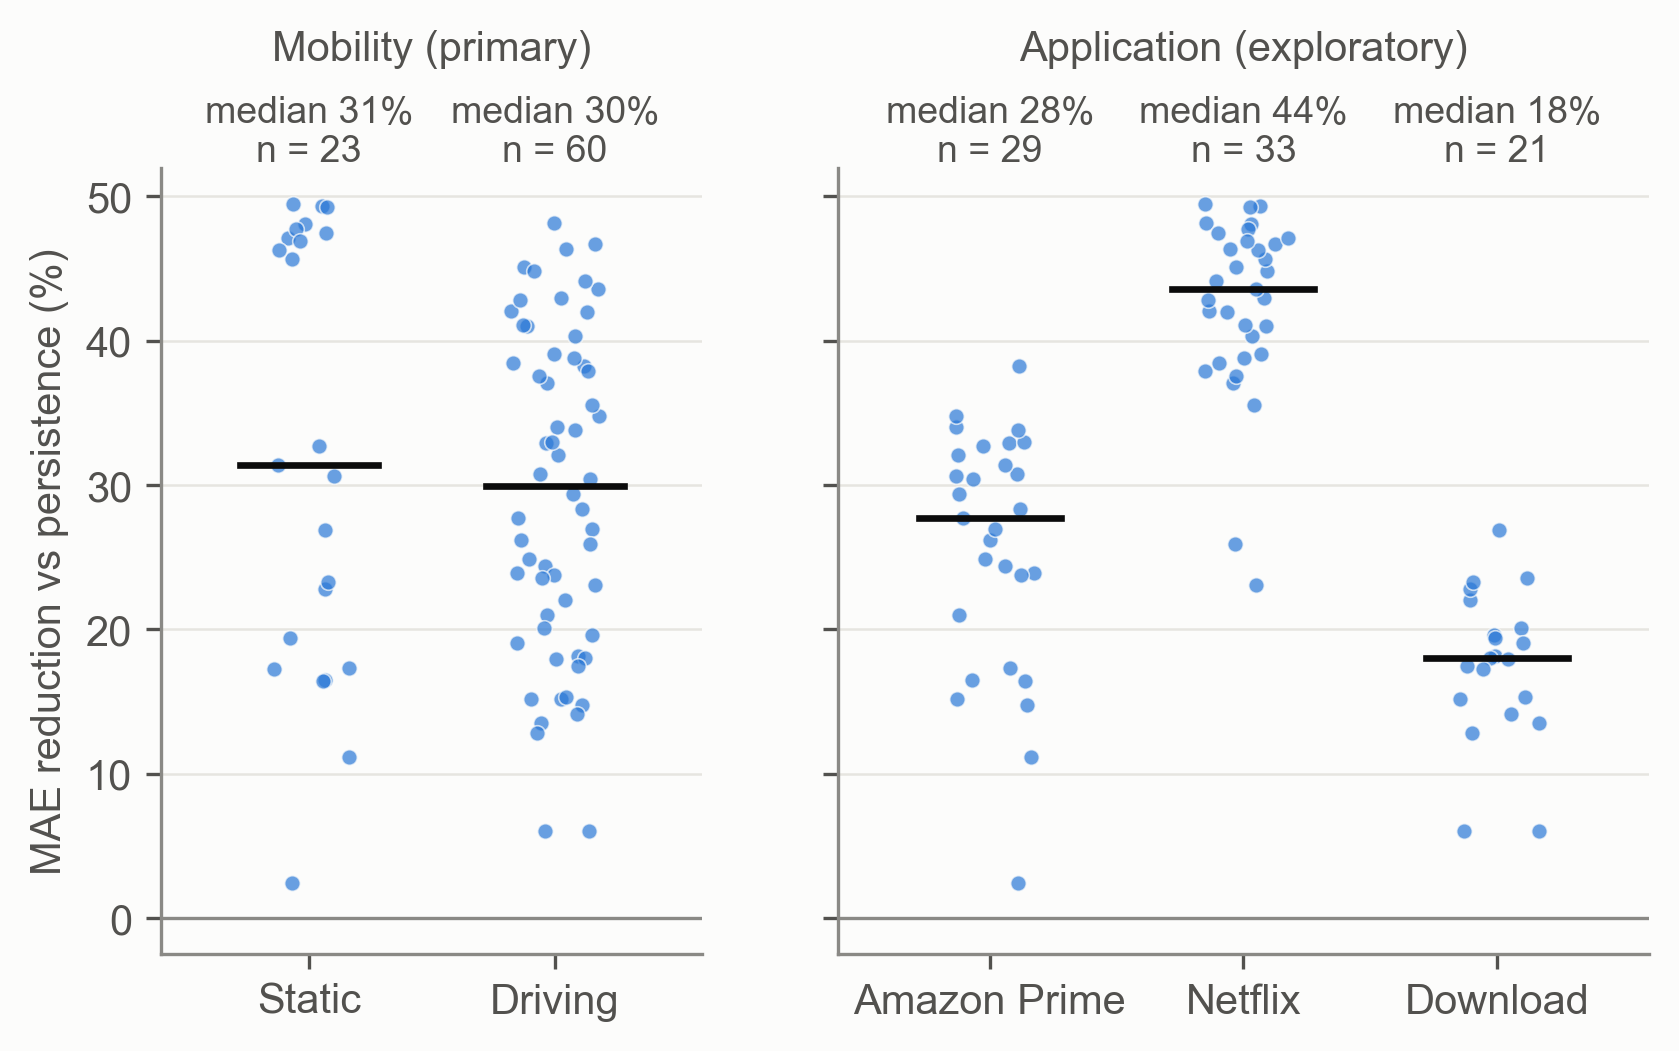 Mobility (primary)
median 31% median 30%
n = 23 n = 60
MAE reduction vs persistence (%)
50
40
30
20
10
0
Static Driving
Application (exploratory)
median 28% median 44% median 18%
n = 29 n = 33 n = 21
Amazon Prime Netflix Download